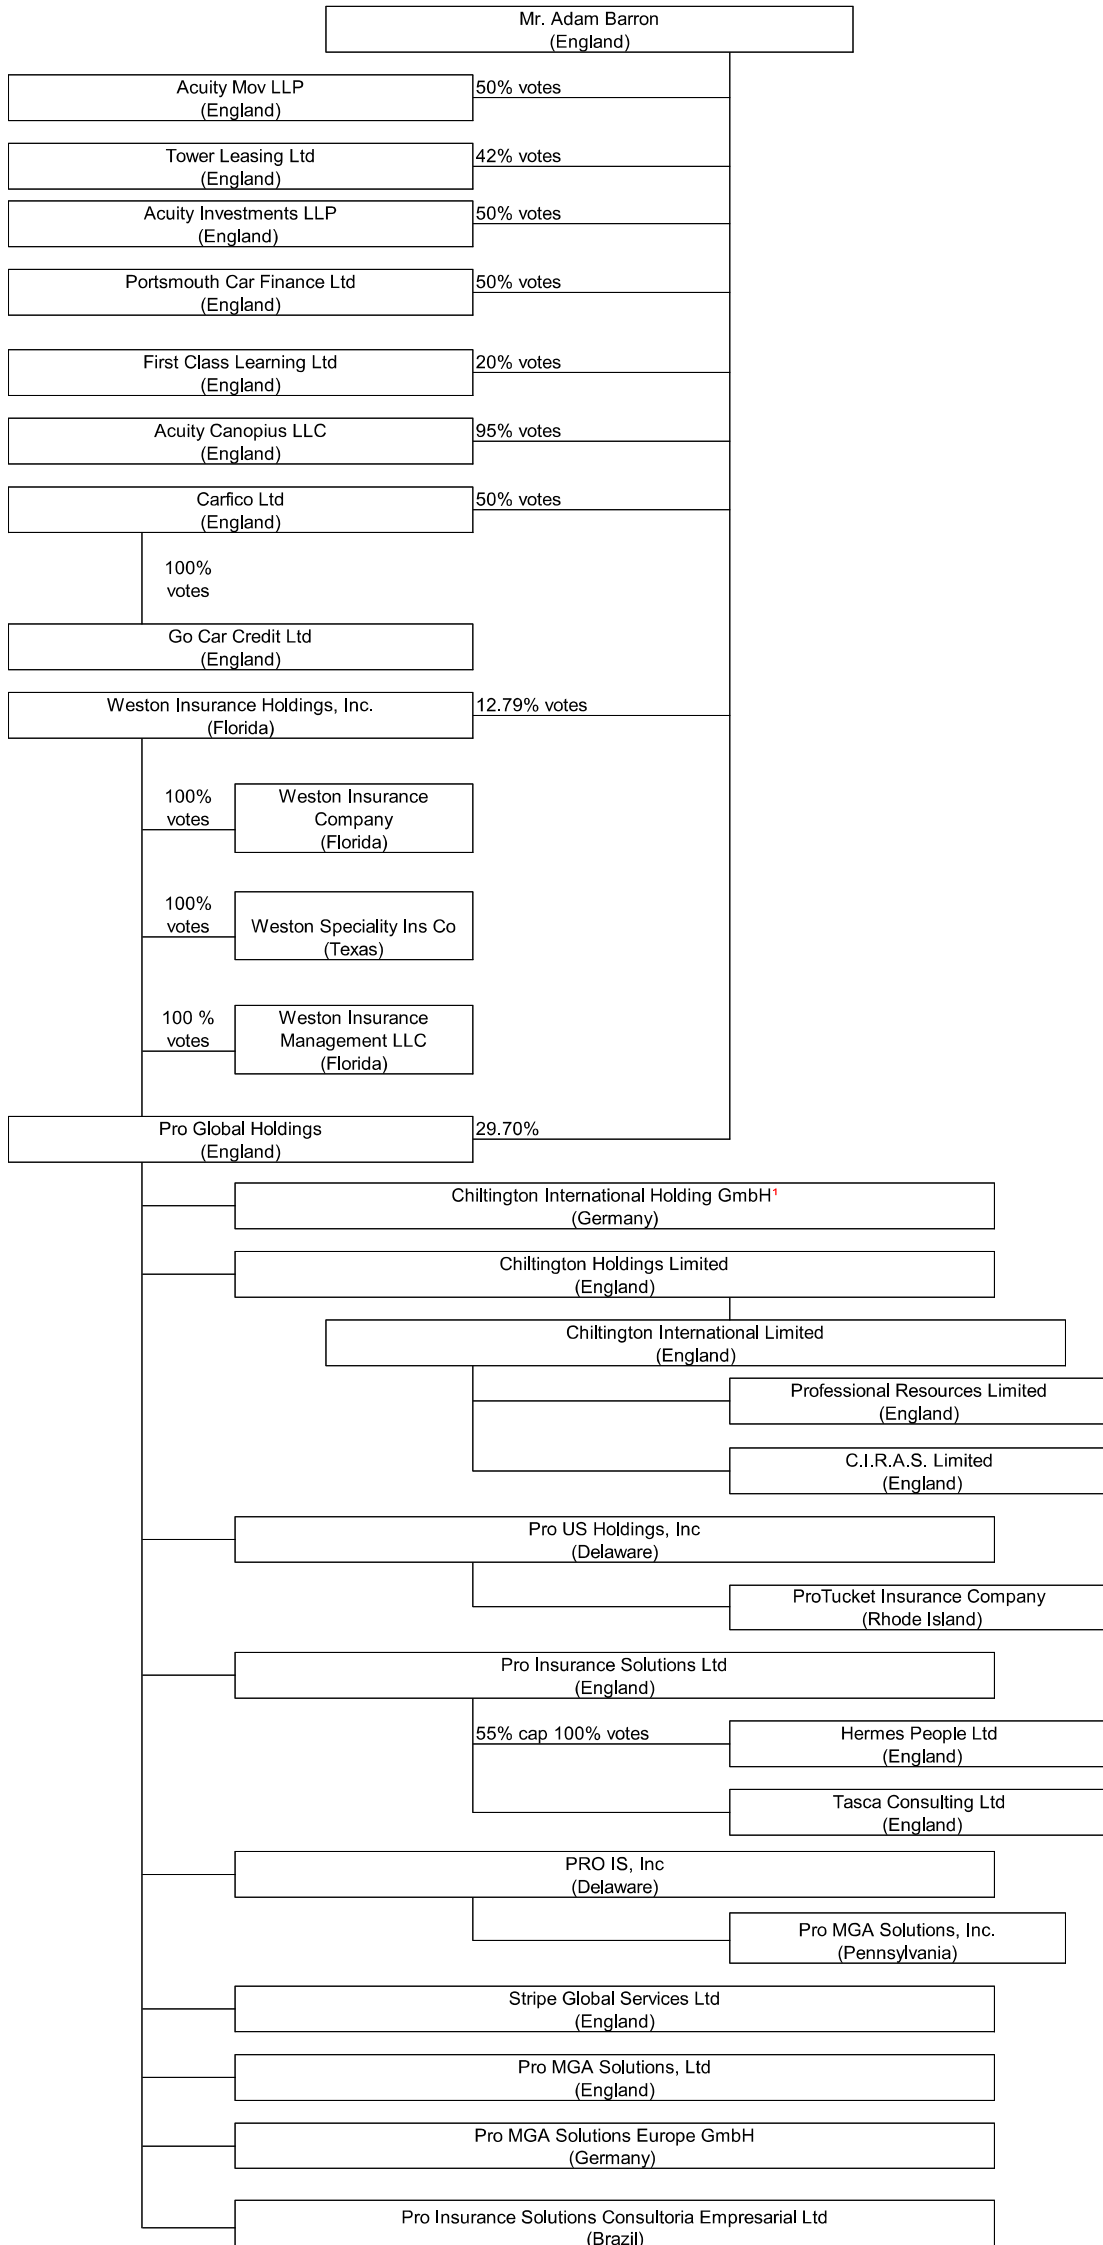 Mr. Adam Barron
(England)
Acuity Mov LLP
(England)
50% votes
Tower Leasing Ltd
(England)
42% votes
Acuity Investments LLP
(England)
50% votes
Portsmouth Car Finance Ltd
(England)
50% votes
First Class Learning Ltd
(England)
20% votes
Acuity Canopius LLC
(England)
95% votes
Carfico Ltd
(England)
50% votes
100%
votes
Go Car Credit Ltd
(England)
Weston Insurance Holdings, Inc.
(Florida)
12.79% votes
100%
votes
Weston Insurance
Company
(Florida)
100%
votes
Weston Speciality Ins Co
(Texas)
100 %
votes
Weston Insurance
Management LLC
(Florida)
Pro Global Holdings
(England)
29.70%
Chiltington International Holding GmbH¹
(Germany)
Chiltington Holdings Limited
(England)
Chiltington International Limited
(England)
Professional Resources Limited
(England)
C.I.R.A.S. Limited
(England)
Pro US Holdings, Inc
(Delaware)
ProTucket Insurance Company
(Rhode Island)
Pro Insurance Solutions Ltd
(England)
55% cap 100% votes
Hermes People Ltd
(England)
Tasca Consulting Ltd
(England)
PRO IS, Inc
(Delaware)
Pro MGA Solutions, Inc.
(Pennsylvania)
Stripe Global Services Ltd
(England)
Pro MGA Solutions, Ltd
(England)
Pro MGA Solutions Europe GmbH
(Germany)
Pro Insurance Solutions Consultoria Empresarial Ltd
(Brazil)